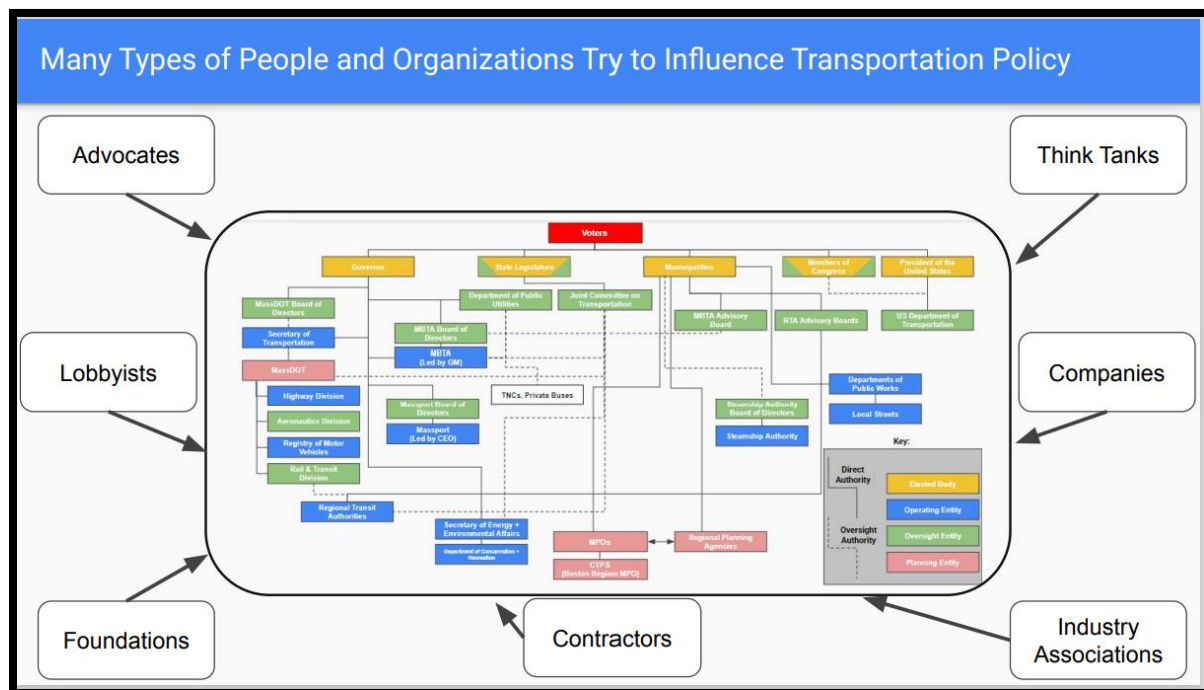 Many Types of People and Organizations Try to Influence Transportation Policy
Advocates
Think Tanks
Lobbyists
Companies
Foundations
Contractors
Industry
Associations
Voters
Governor
State Legislature
Municipalities
Members of
Congress
President of the
United States
MassDOT Board of
Directors
Department of Public
Utilities
Joint Committee on
Transportation
MBTA Advisory
Board
RTA Advisory Boards
US Department of
Transportation
Secretary of
Transportation
MBTA Board of
Directors
MBTA
(Led by GM)
MassDOT
Highway Division
Aeronautics Division
Registry of Motor
Vehicles
Rail & Transit
Division
TNCs, Private Buses
Massport Board of
Directors
Massport
(Led by CEO)
Steamship Authority
Board of Directors
Steamship Authority
Departments of
Public Works
Local Streets
Regional Transit
Authorities
Secretary of Energy +
Environmental Affairs
Department of Conservation +
Recreation
MPOs
Regional Planning
Agencies
CTPS
(Boston Region MPO)
Key:
Direct
Authority
Oversight
Authority
Elected Body
Operating Entity
Oversight Entity
Planning Entity